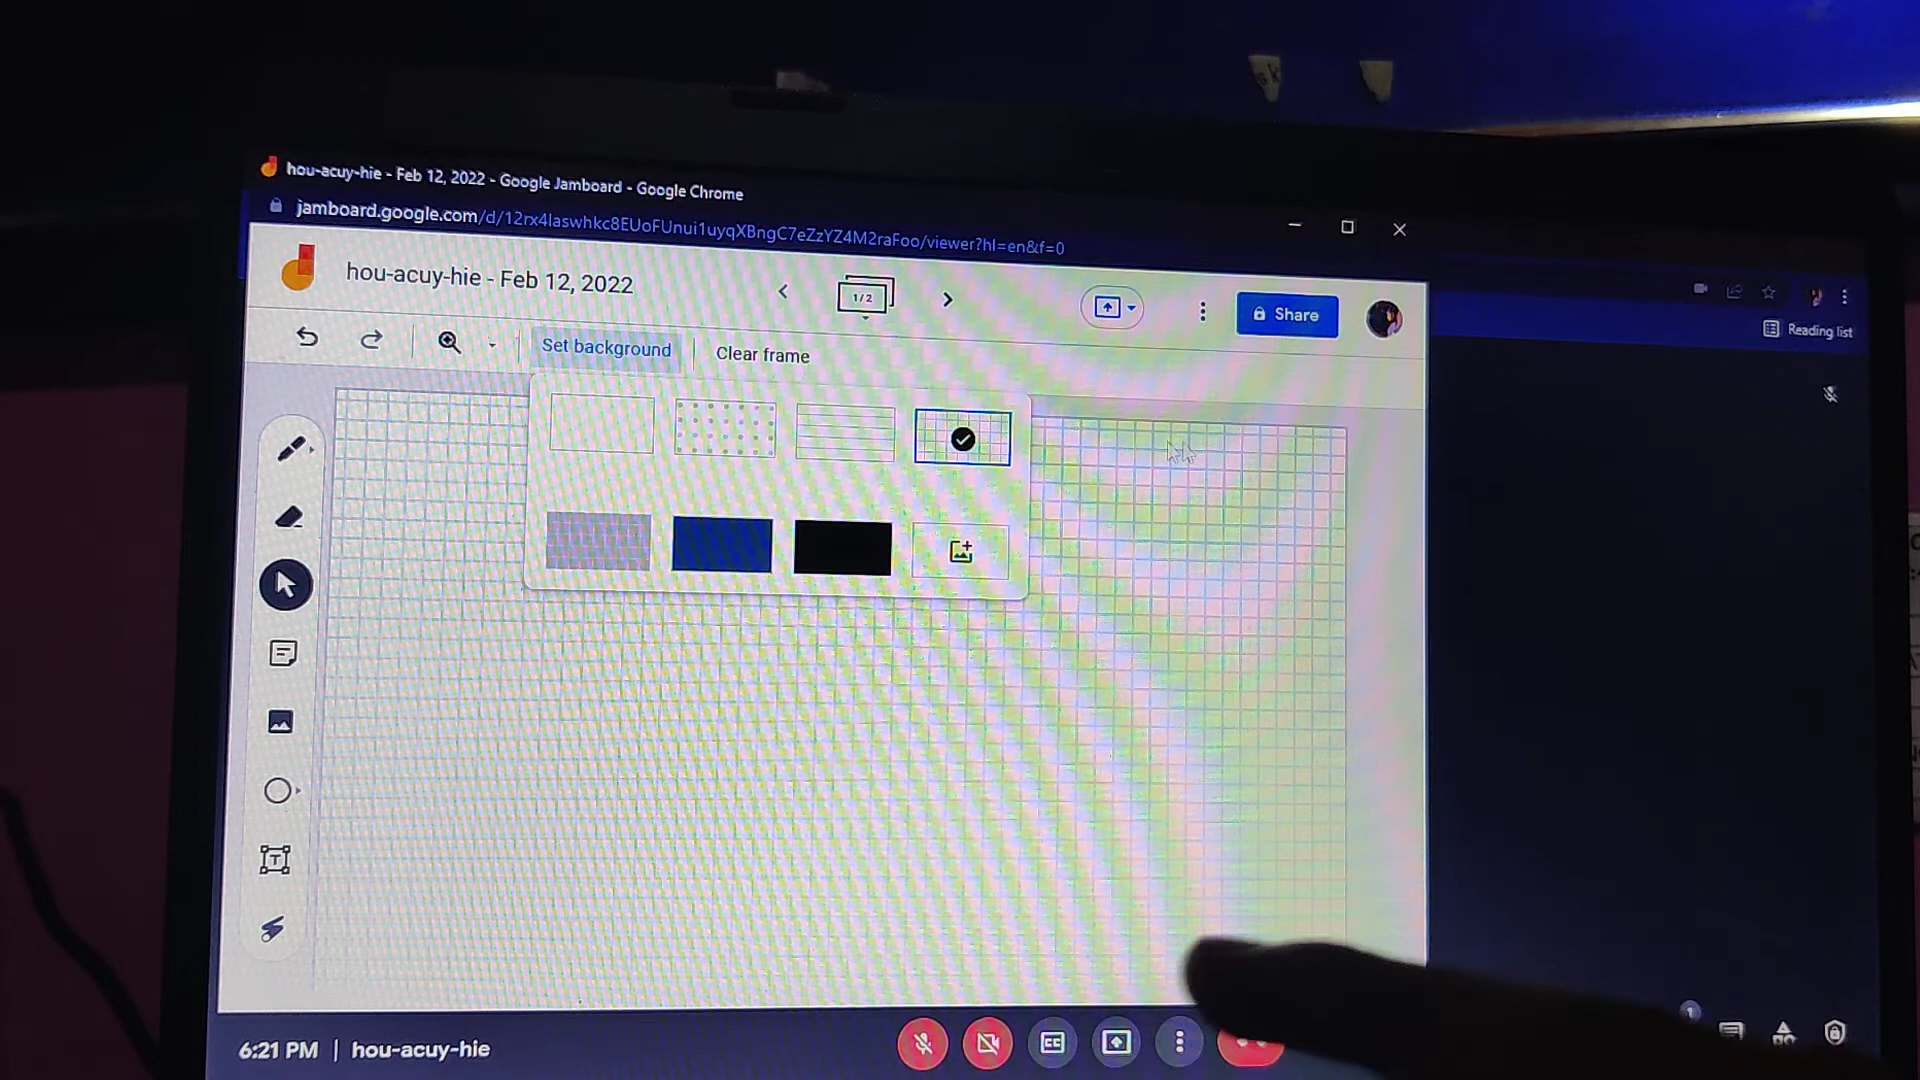 hou-acuy-hie - Feb 12, 2022 - Google Jamboard - Google Chrome
jamboard.google.com/d/12rx4laswhkc8EUoFUnui1uyqXBngC7eZzYZ4M2raFoo/viewer?hl=en&f=0
hou-acuy-hie - Feb 12, 2022
1/2
Share
Reading list
Set background
Clear frame
T
1
6:21 PM | hou-acuy-hie
CC